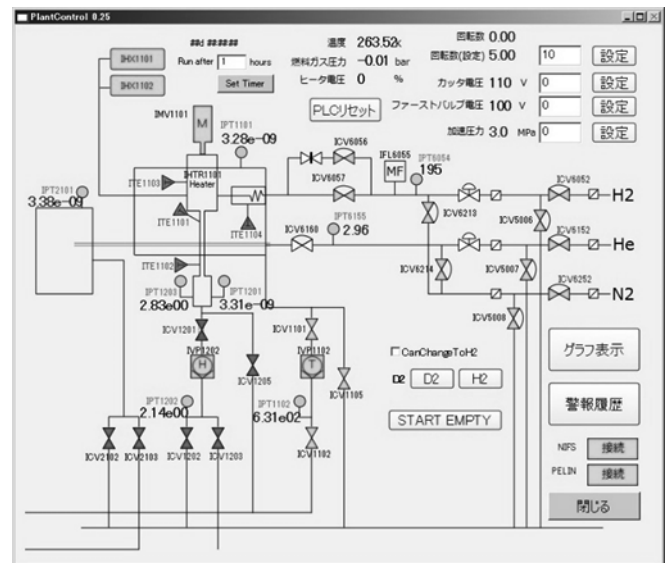 PlantControl 0.25
IHX1101
IHX1102
##d ##:##:##
Run after 1 hours
Set Timer
温度 263.52k
燃料ガス圧力 -0.01 bar
ヒータ電圧 0 %
PLCリセット
回転数 0.00
回転数(設定) 5.00 10 設定
カッタ電圧 110 V 0 設定
ファーストバルブ電圧 100 V 0 設定
加速圧力 3.0 MPa 0 設定
IMV1101
M
IPT1101
3.28e-09
IHTR1101
Heater
ITE1103
ITE1101
ITE1104
ITE1102
IPT2101
3.38e-09
ICV6056
ICV6057
IFL6055
MF
IPT6054
195
ICV6052
H2
ICV6213
ICV5006
ICV6160
IPT6155
2.96
ICV6152
He
ICV6214
ICV5007
ICV6252
N2
ICV5008
IPT1203
2.83e00
IPT1201
3.31e-09
ICV1201
ICV1101
IVP1202
H
IVP1102
T
ICV1205
ICV1105
IPT1202
2.14e00
IPT1102
6.31e02
ICV2102
ICV2103
ICV1202
ICV1203
ICV1102
CanChangeToH2
D2 D2 H2
START EMPTY
グラフ表示
警報履歴
NIFS 接続
PELIN 接続
閉じる